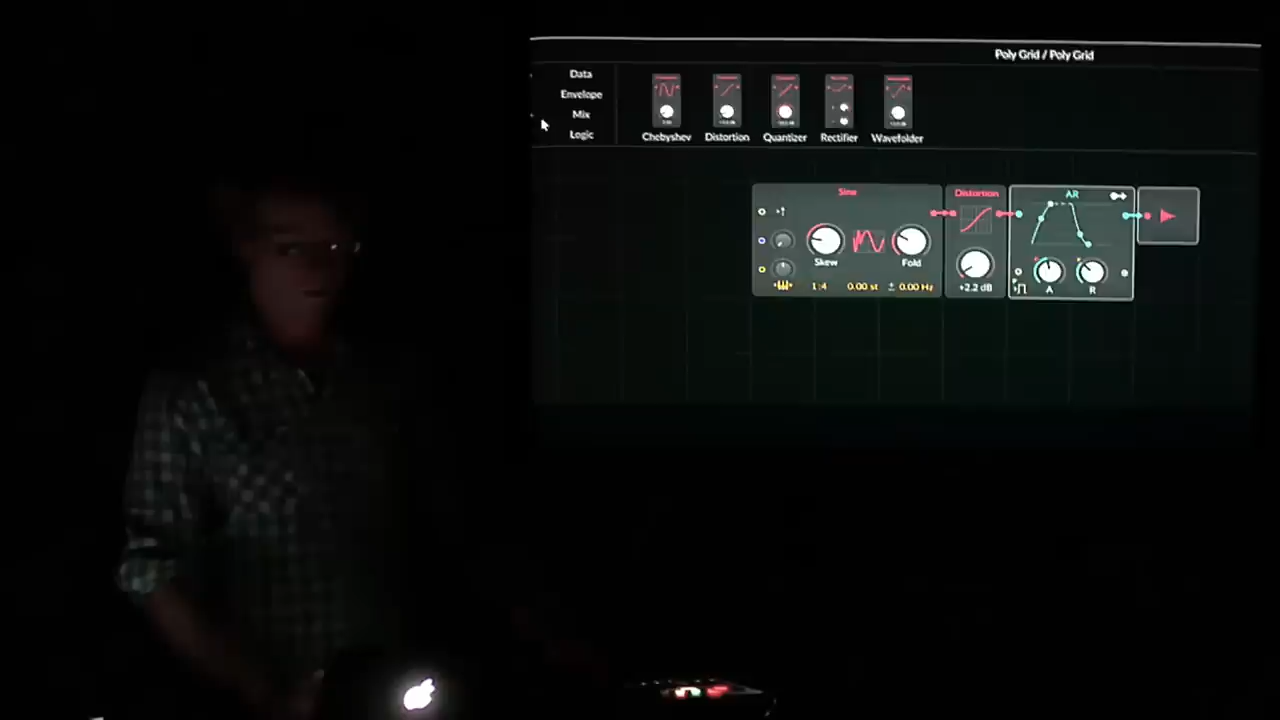 Poly Grid / Poly Grid
Data
Envelope
Mix
Logic
Chebyshev Distortion Quantizer Rectifier Wavefolder
Sine Distortion AR
Skew Fold
1:4 0.00 st ± 0.00 Hz +2.2 dB A R